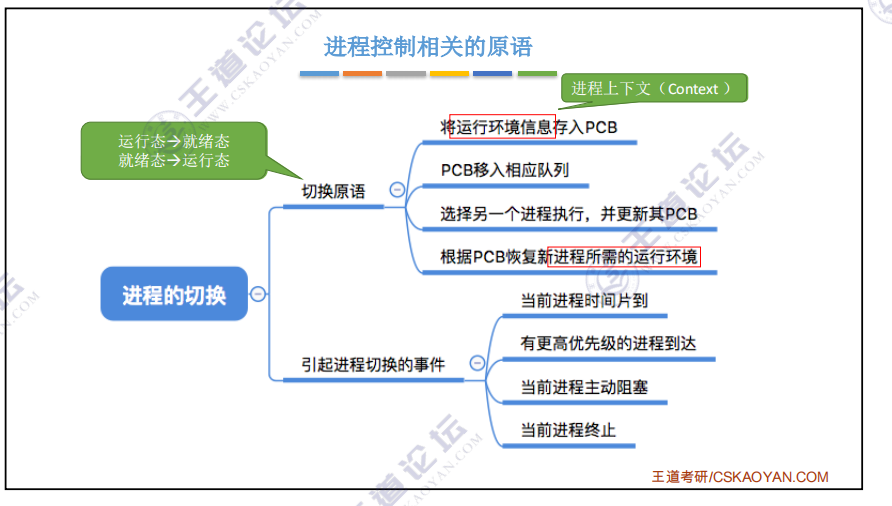 进程控制相关的原语
进程上下文（Context ）
将运行环境信息存入PCB
运行态→就绪态
就绪态→运行态
PCB移入相应队列
切换原语
选择另一个进程执行，并更新其PCB
根据PCB恢复新进程所需的运行环境
进程的切换
当前进程时间片到
有更高优先级的进程到达
引起进程切换的事件
当前进程主动阻塞
当前进程终止
王道考研/CSKAOYAN.COM
王道论坛
WWW.CSKAOYAN.COM